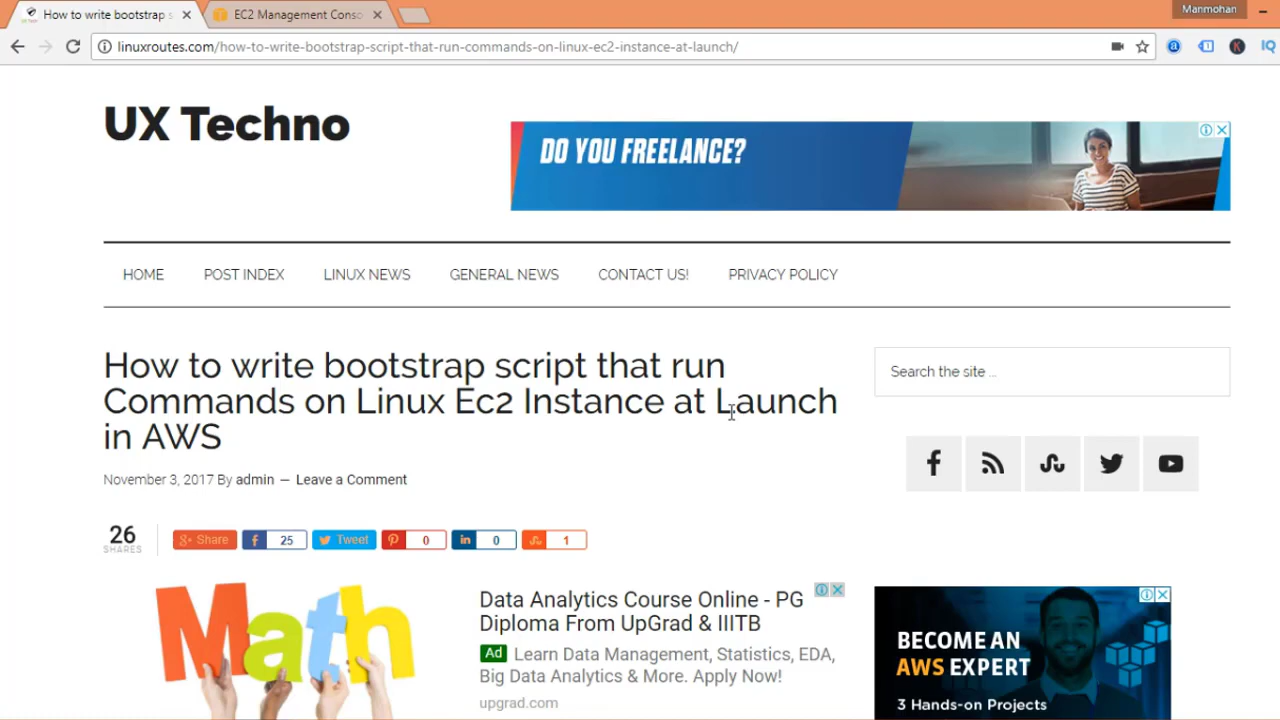 How to write bootstrap s
EC2 Management Conso
Manmohan
linuxroutes.com/how-to-write-bootstrap-script-that-run-commands-on-linux-ec2-instance-at-launch/
UX Techno
DO YOU FREELANCE?
HOME
POST INDEX
LINUX NEWS
GENERAL NEWS
CONTACT US!
PRIVACY POLICY
How to write bootstrap script that run
Commands on Linux Ec2 Instance at Launch
in AWS
Search the site ...
November 3, 2017 By admin — Leave a Comment
26
SHARES
Share
25
Tweet
0
0
1
Math
Data Analytics Course Online - PG
Diploma From UpGrad & IIITB
Ad Learn Data Management, Statistics, EDA,
Big Data Analytics & More. Apply Now!
upgrad.com
BECOME AN
AWS EXPERT
3 Hands-on Projects